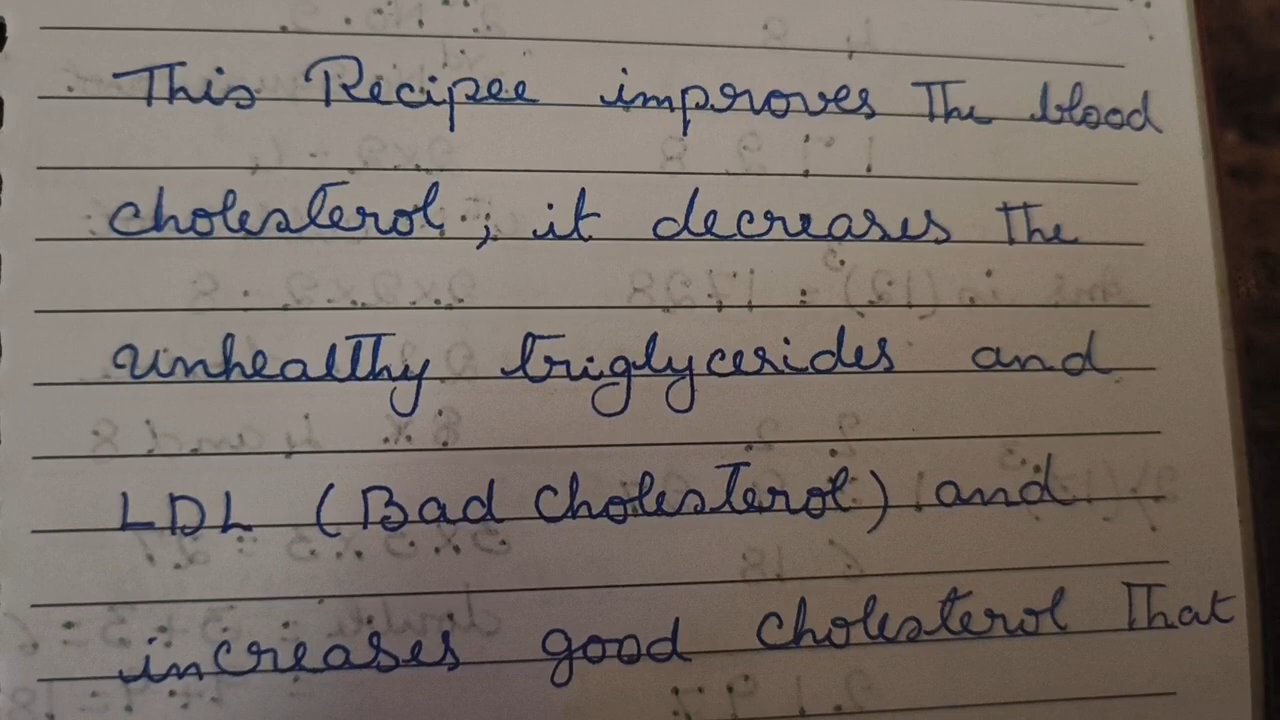 This Recipee improves The blood
cholesterol ; it decreases The
unhealthy triglycerides and
LDL (Bad cholesterol) and
increases good cholesterol That